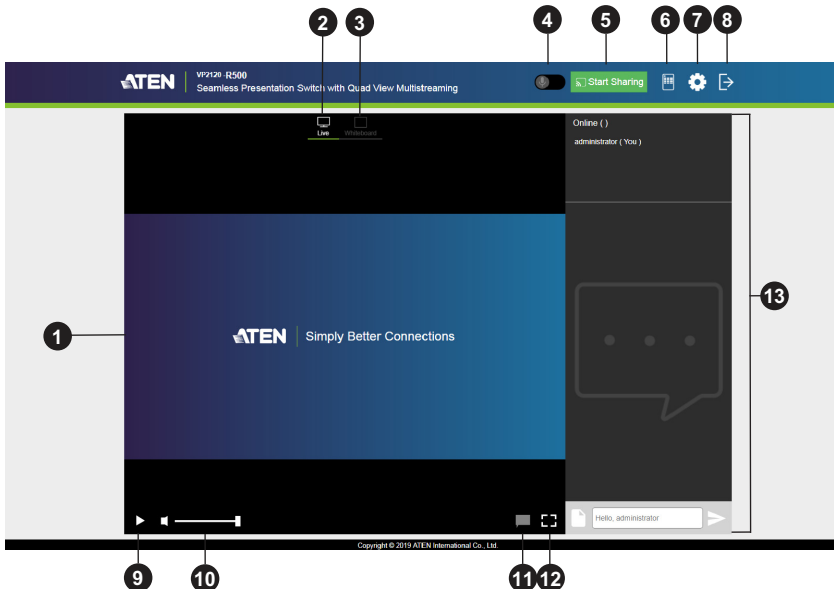 2 3 4 5 6 7 8
ATEN
VP2120 -R500
Seamless Presentation Switch with Quad View Multistreaming
Start Sharing
Live Whiteboard
Online ( )
administrator ( You )
1
13
ATEN Simply Better Connections
Hello, administrator
Copyright © 2019 ATEN International Co., Ltd.
9 10 11 12